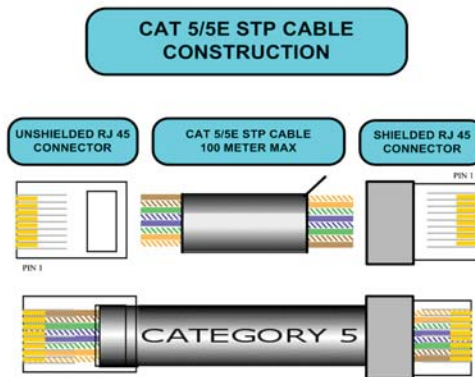 CAT 5/5E STP CABLE
CONSTRUCTION
UNSHIELDED RJ 45
CONNECTOR
CAT 5/5E STP CABLE
100 METER MAX
SHIELDED RJ 45
CONNECTOR
PIN 1
PIN 1
CATEGORY 5